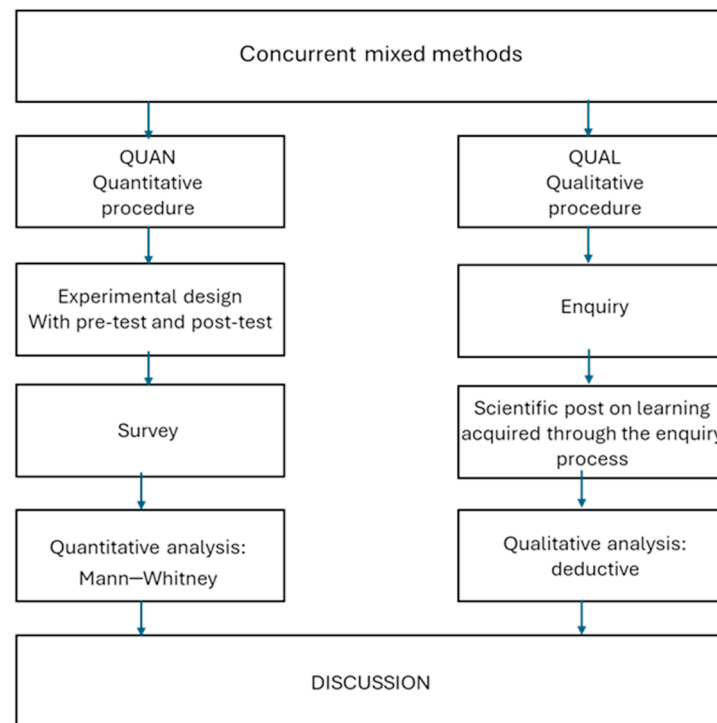 Concurrent mixed methods
QUAN
Quantitative
procedure
QUAL
Qualitative
procedure
Experimental design
With pre-test and post-test
Enquiry
Survey
Scientific post on learning
acquired through the enquiry
process
Quantitative analysis:
Mann—Whitney
Qualitative analysis:
deductive
DISCUSSION